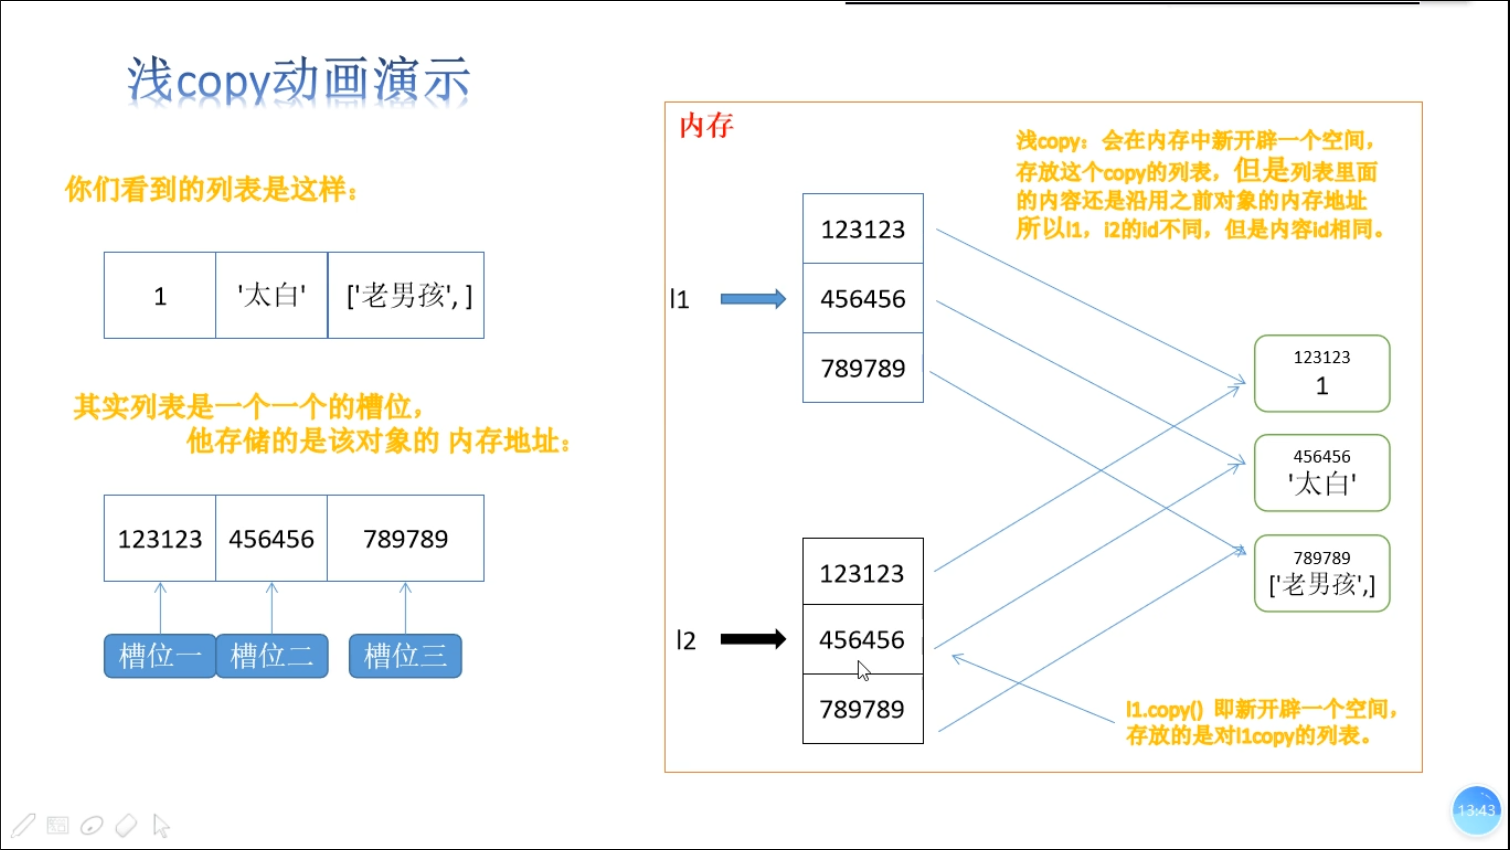 浅copy动画演示
你们看到的列表是这样：
1 '太白' ['老男孩', ]
其实列表是一个一个的槽位，
他存储的是该对象的 内存地址：
123123 456456 789789
槽位一 槽位二 槽位三
内存
浅copy：会在内存中新开辟一个空间，
存放这个copy的列表，但是列表里面
的内容还是沿用之前对象的内存地址
所以l1，i2的id不同，但是内容id相同。
l1
123123
456456
789789
123123
1
456456
'太白'
789789
['老男孩',]
l2
123123
456456
789789
l1.copy() 即新开辟一个空间，
存放的是对l1copy的列表。
13:43